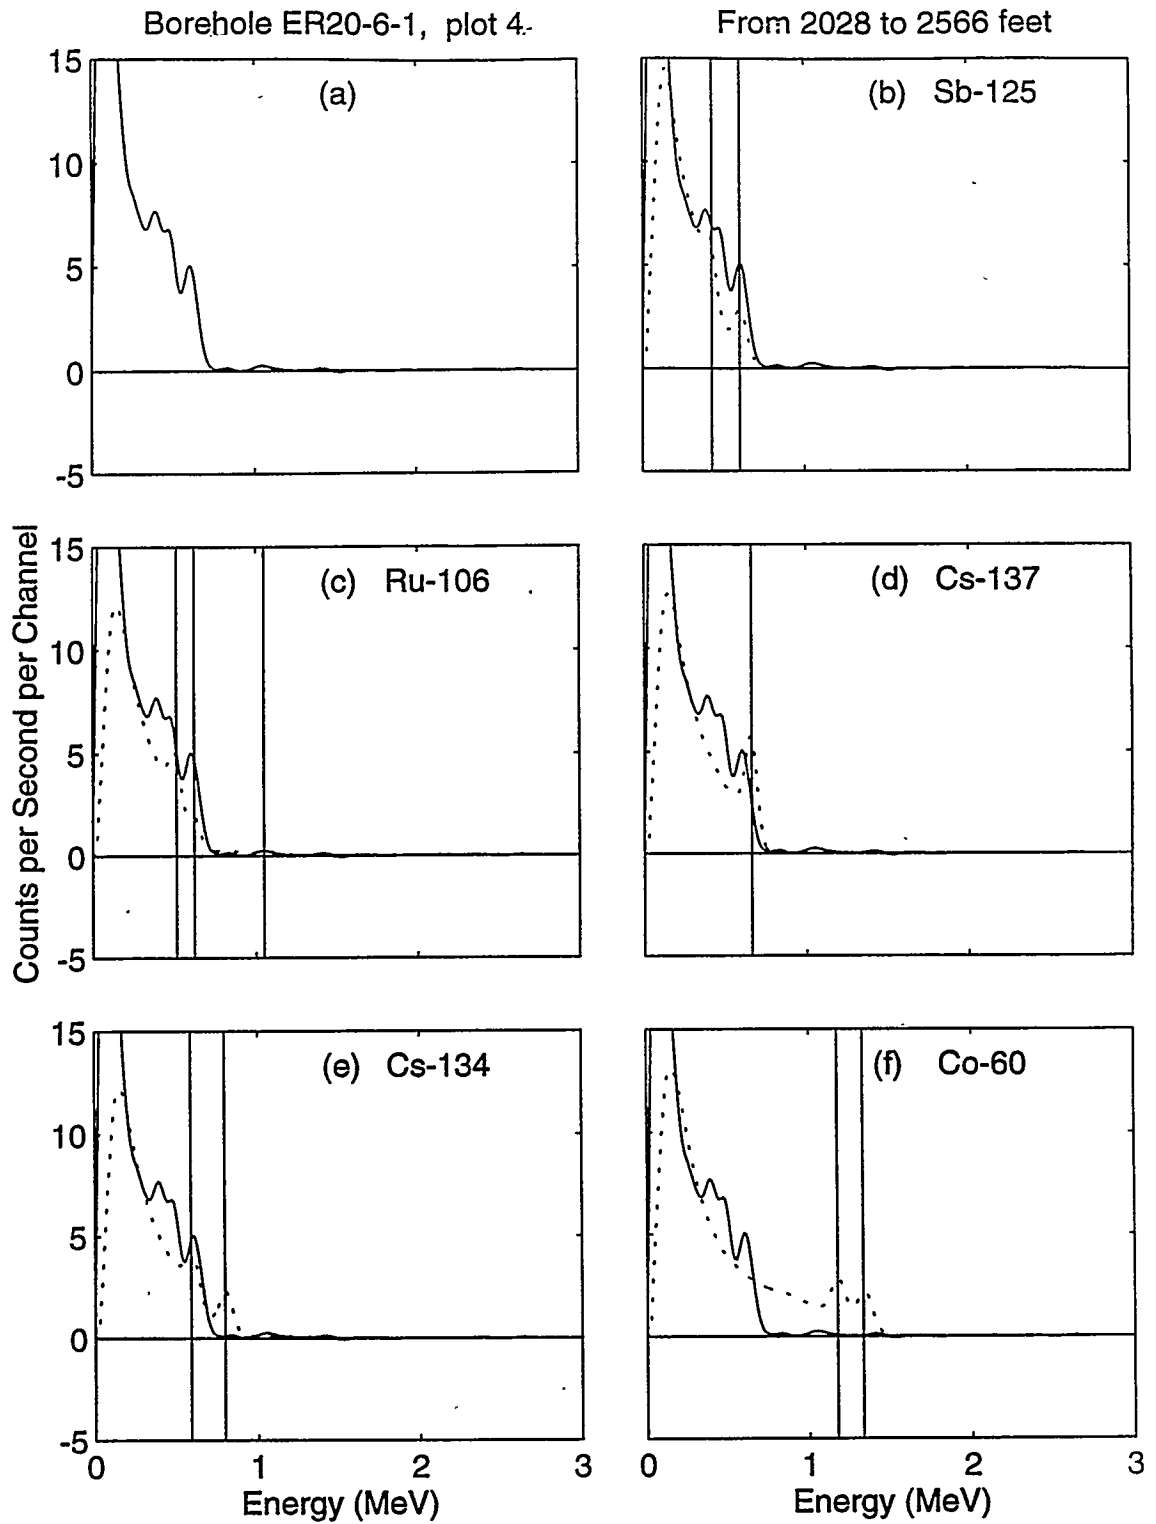 Borehole ER20-6-1, plot 4 From 2028 to 2566 feet
15
10
5
0
-5
(a)
(b) Sb-125
Counts per Second per Channel
15
10
5
0
-5
(c) Ru-106
(d) Cs-137
15
10
5
0
-5
(e) Cs-134
(f) Co-60
0 1 2 3 0 1 2 3
Energy (MeV) Energy (MeV)